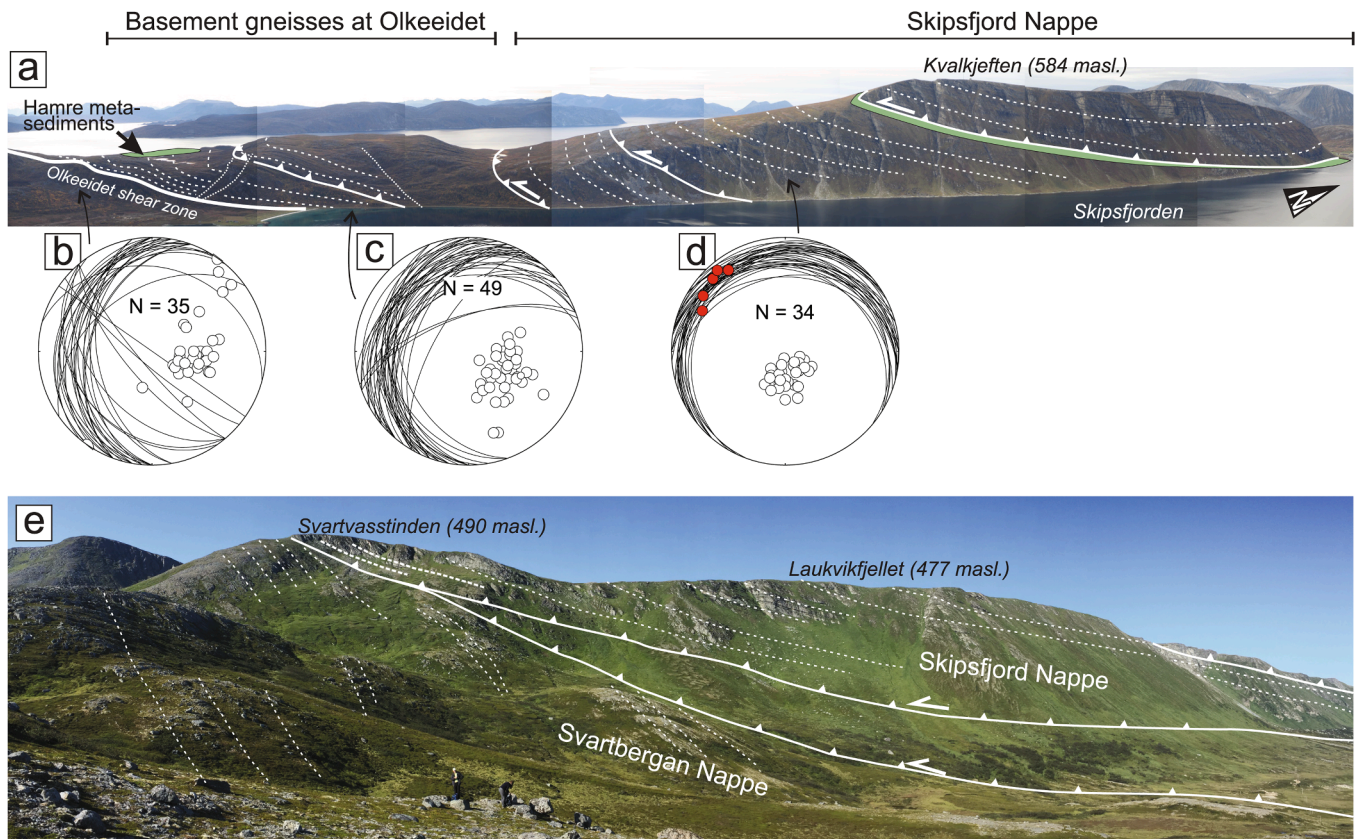 Basement gneisses at Olkeeidet
Skipsfjord Nappe
a
Kvalkjeften (584 masl.)
Hamre meta-
sediments
Olkeeidet shear zone
Skipsfjorden
N
b
N = 35
c
N = 49
d
N = 34
e
Svartvasstinden (490 masl.)
Laukvikfjellet (477 masl.)
Skipsfjord Nappe
Svartbergan Nappe